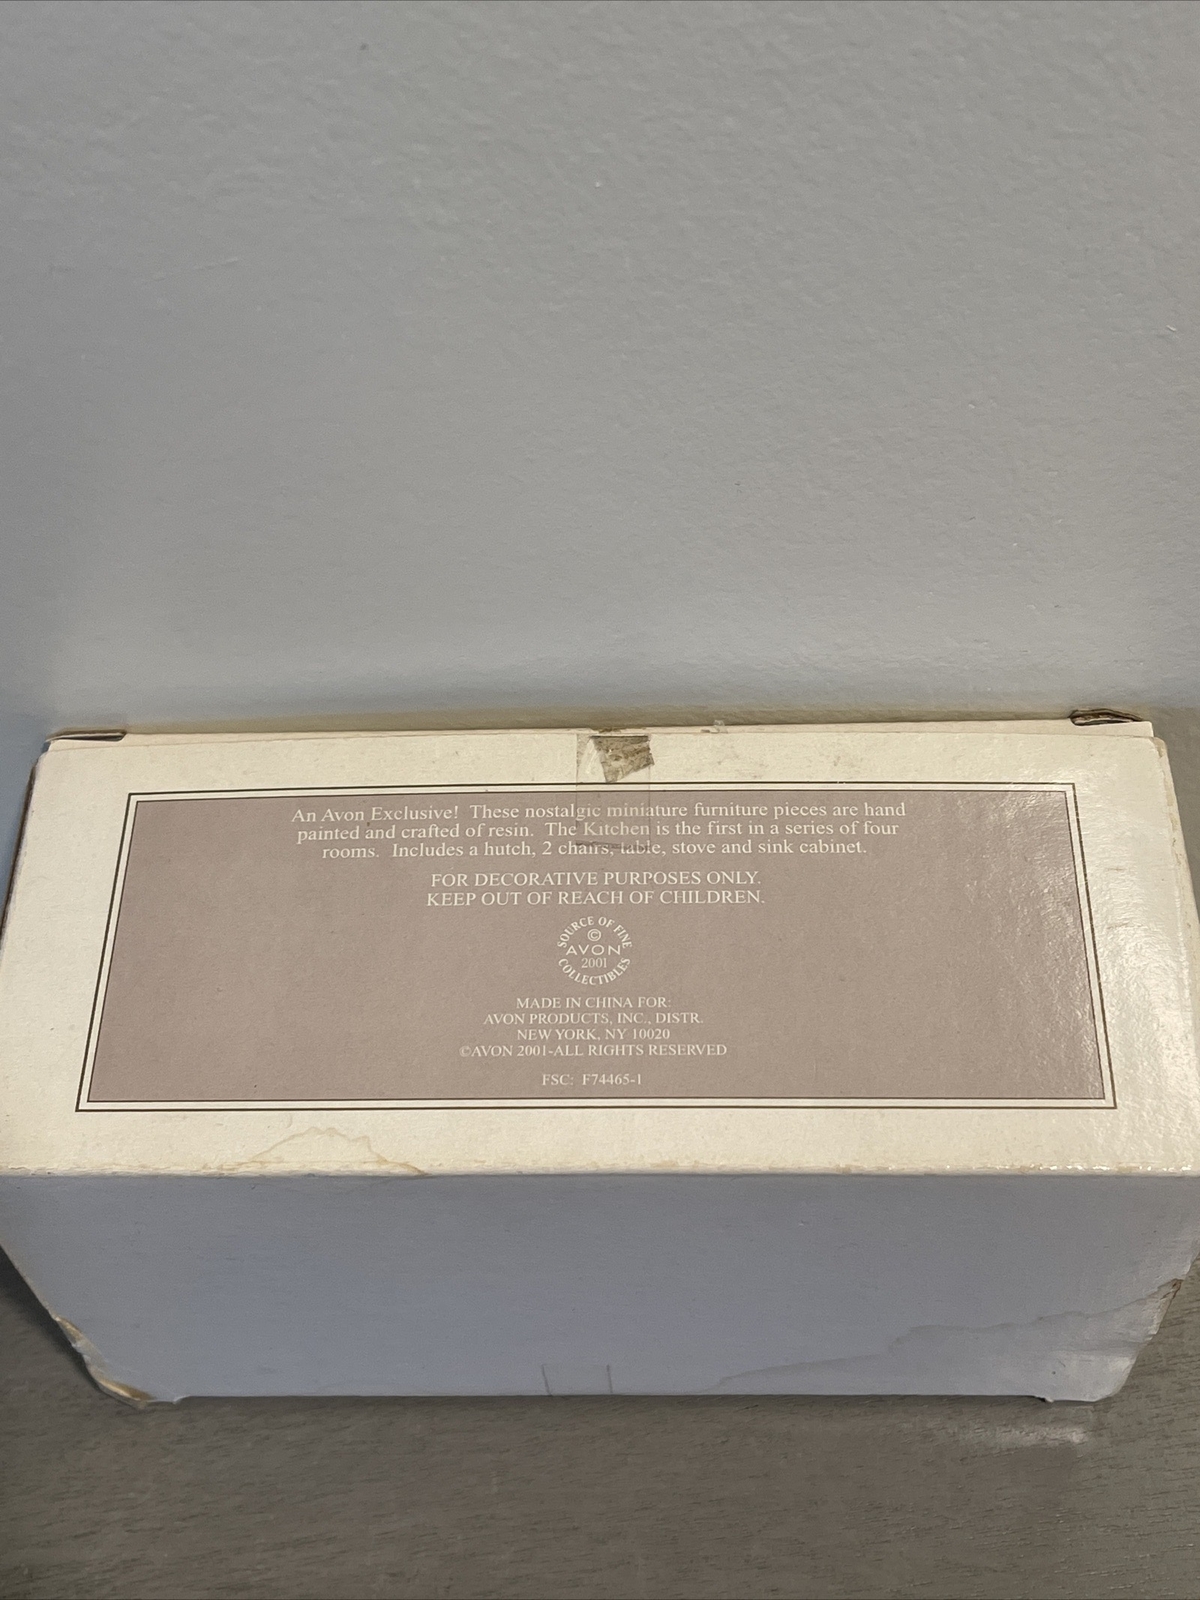 An Avon Exclusive! These nostalgic miniature furniture pieces are hand
painted and crafted of resin. The Kitchen is the first in a series of four
rooms. Includes a hutch, 2 chairs, table, stove and sink cabinet.
FOR DECORATIVE PURPOSES ONLY.
KEEP OUT OF REACH OF CHILDREN.
SOURCE OF FINE
©
AVON
2001
COLLECTIBLES
MADE IN CHINA FOR:
AVON PRODUCTS, INC., DISTR.
NEW YORK, NY 10020
©AVON 2001-ALL RIGHTS RESERVED
FSC: F74465-1